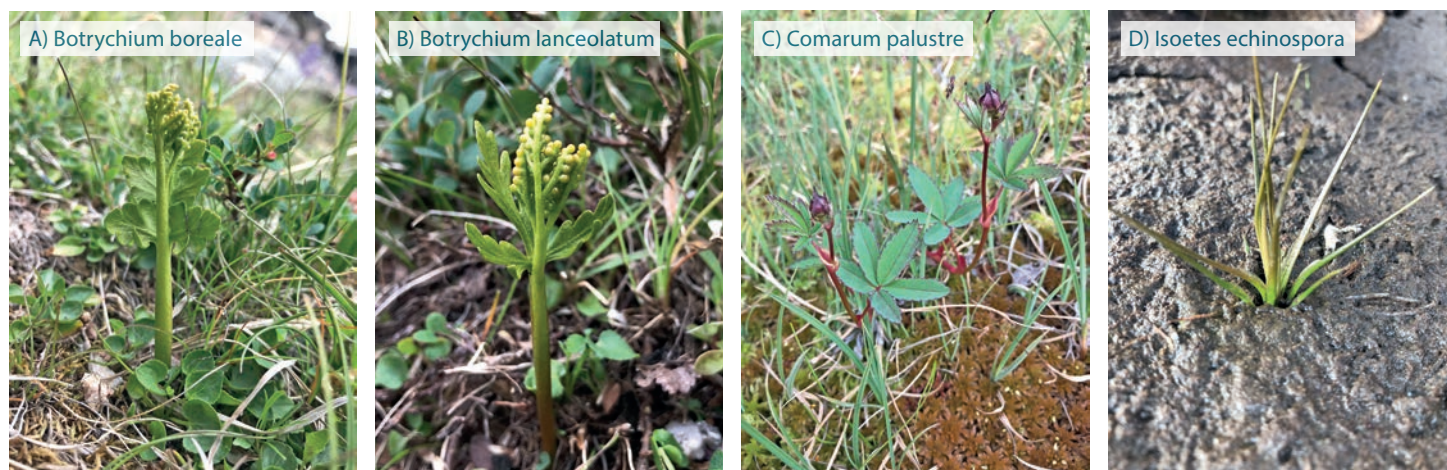 A) Botrychium boreale
B) Botrychium lanceolatum
C) Comarum palustre
D) Isoetes echinospora